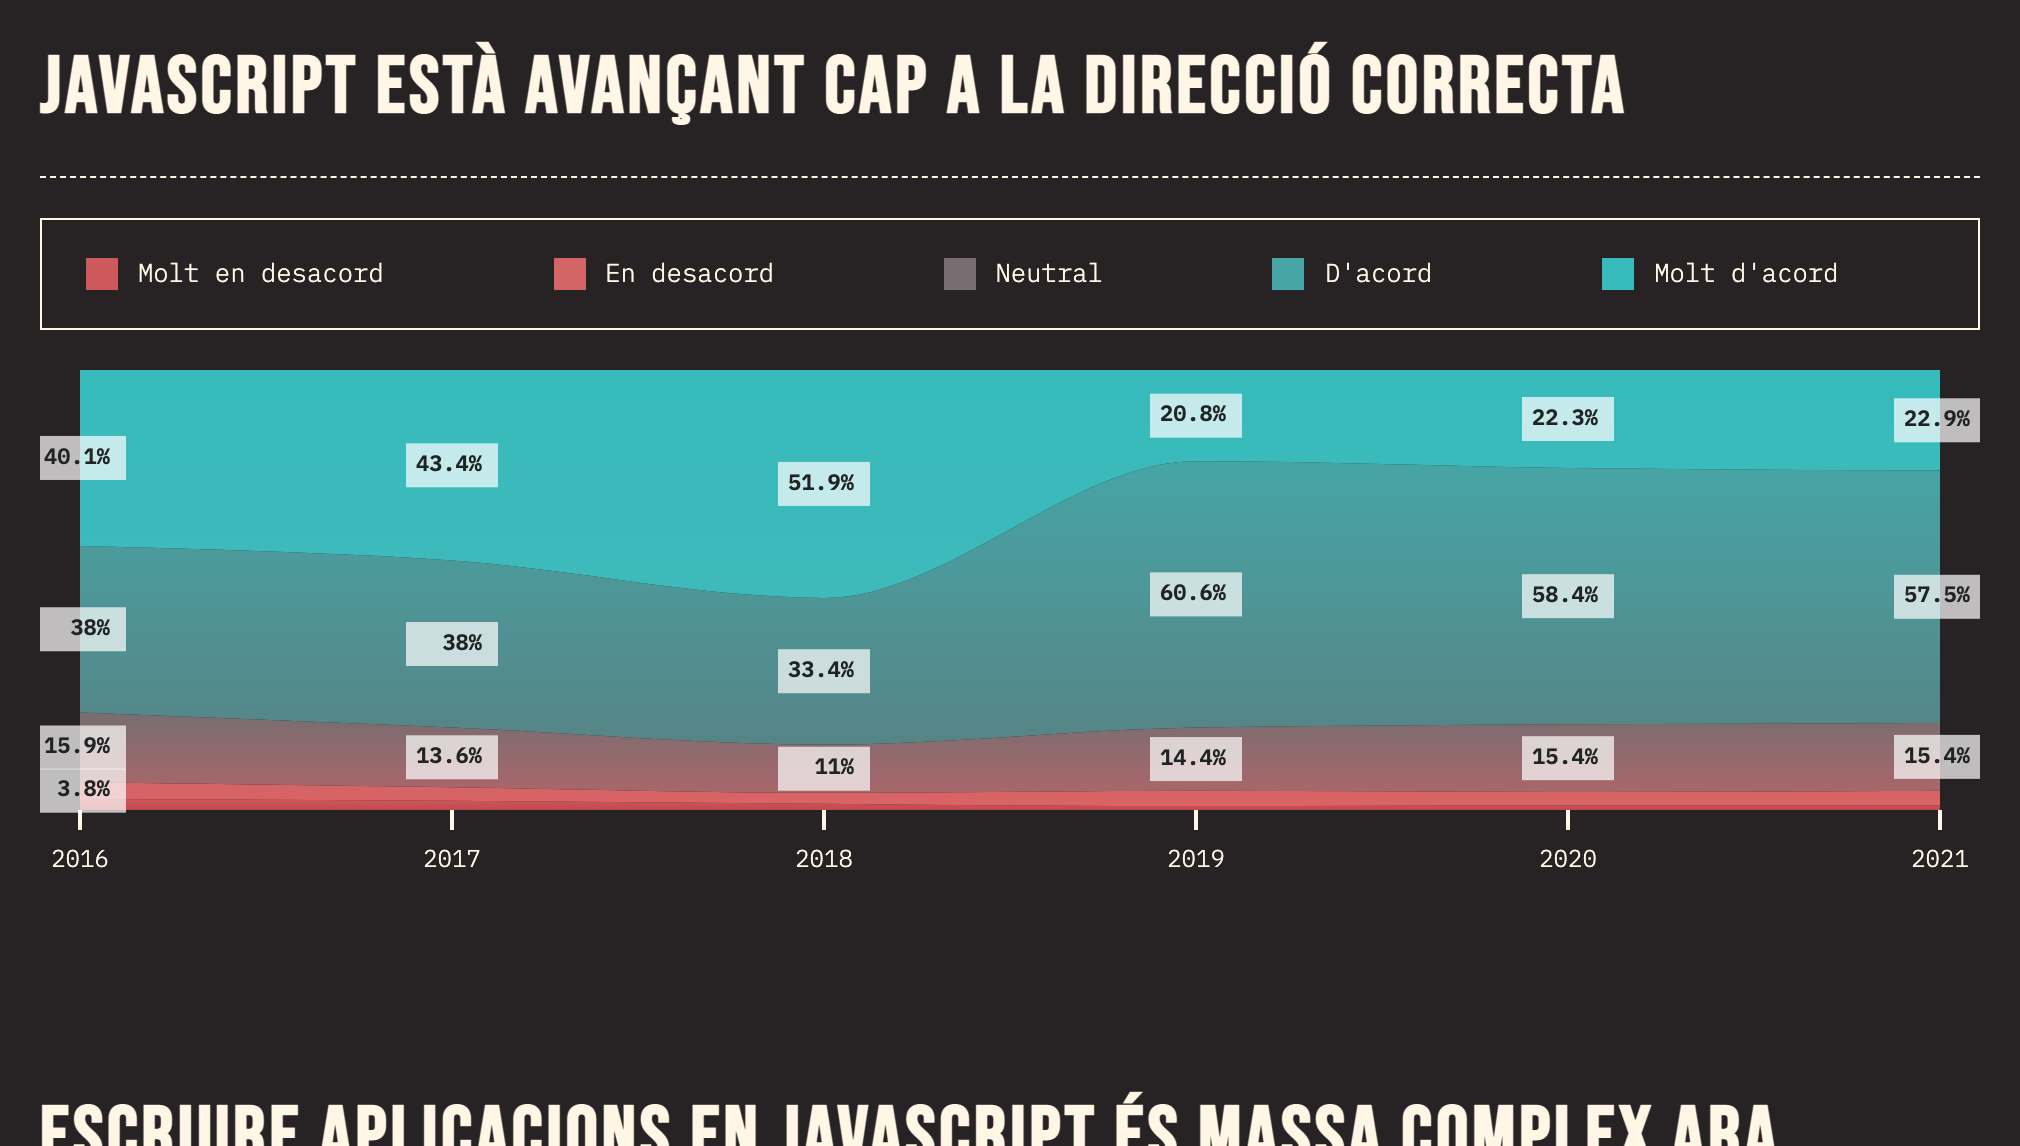 JAVASCRIPT ESTÀ AVANÇANT CAP A LA DIRECCIÓ CORRECTA
Molt en desacord En desacord Neutral D'acord Molt d'acord
20.8% 22.3% 22.9%
40.1% 43.4% 51.9%
60.6% 58.4% 57.5%
38% 38% 33.4%
15.9% 13.6% 11% 14.4% 15.4% 15.4%
3.8%
2016 2017 2018 2019 2020 2021
ESCRIURE APLICACIONS EN JAVASCRIPT ÉS MASSA COMPLEX ARA